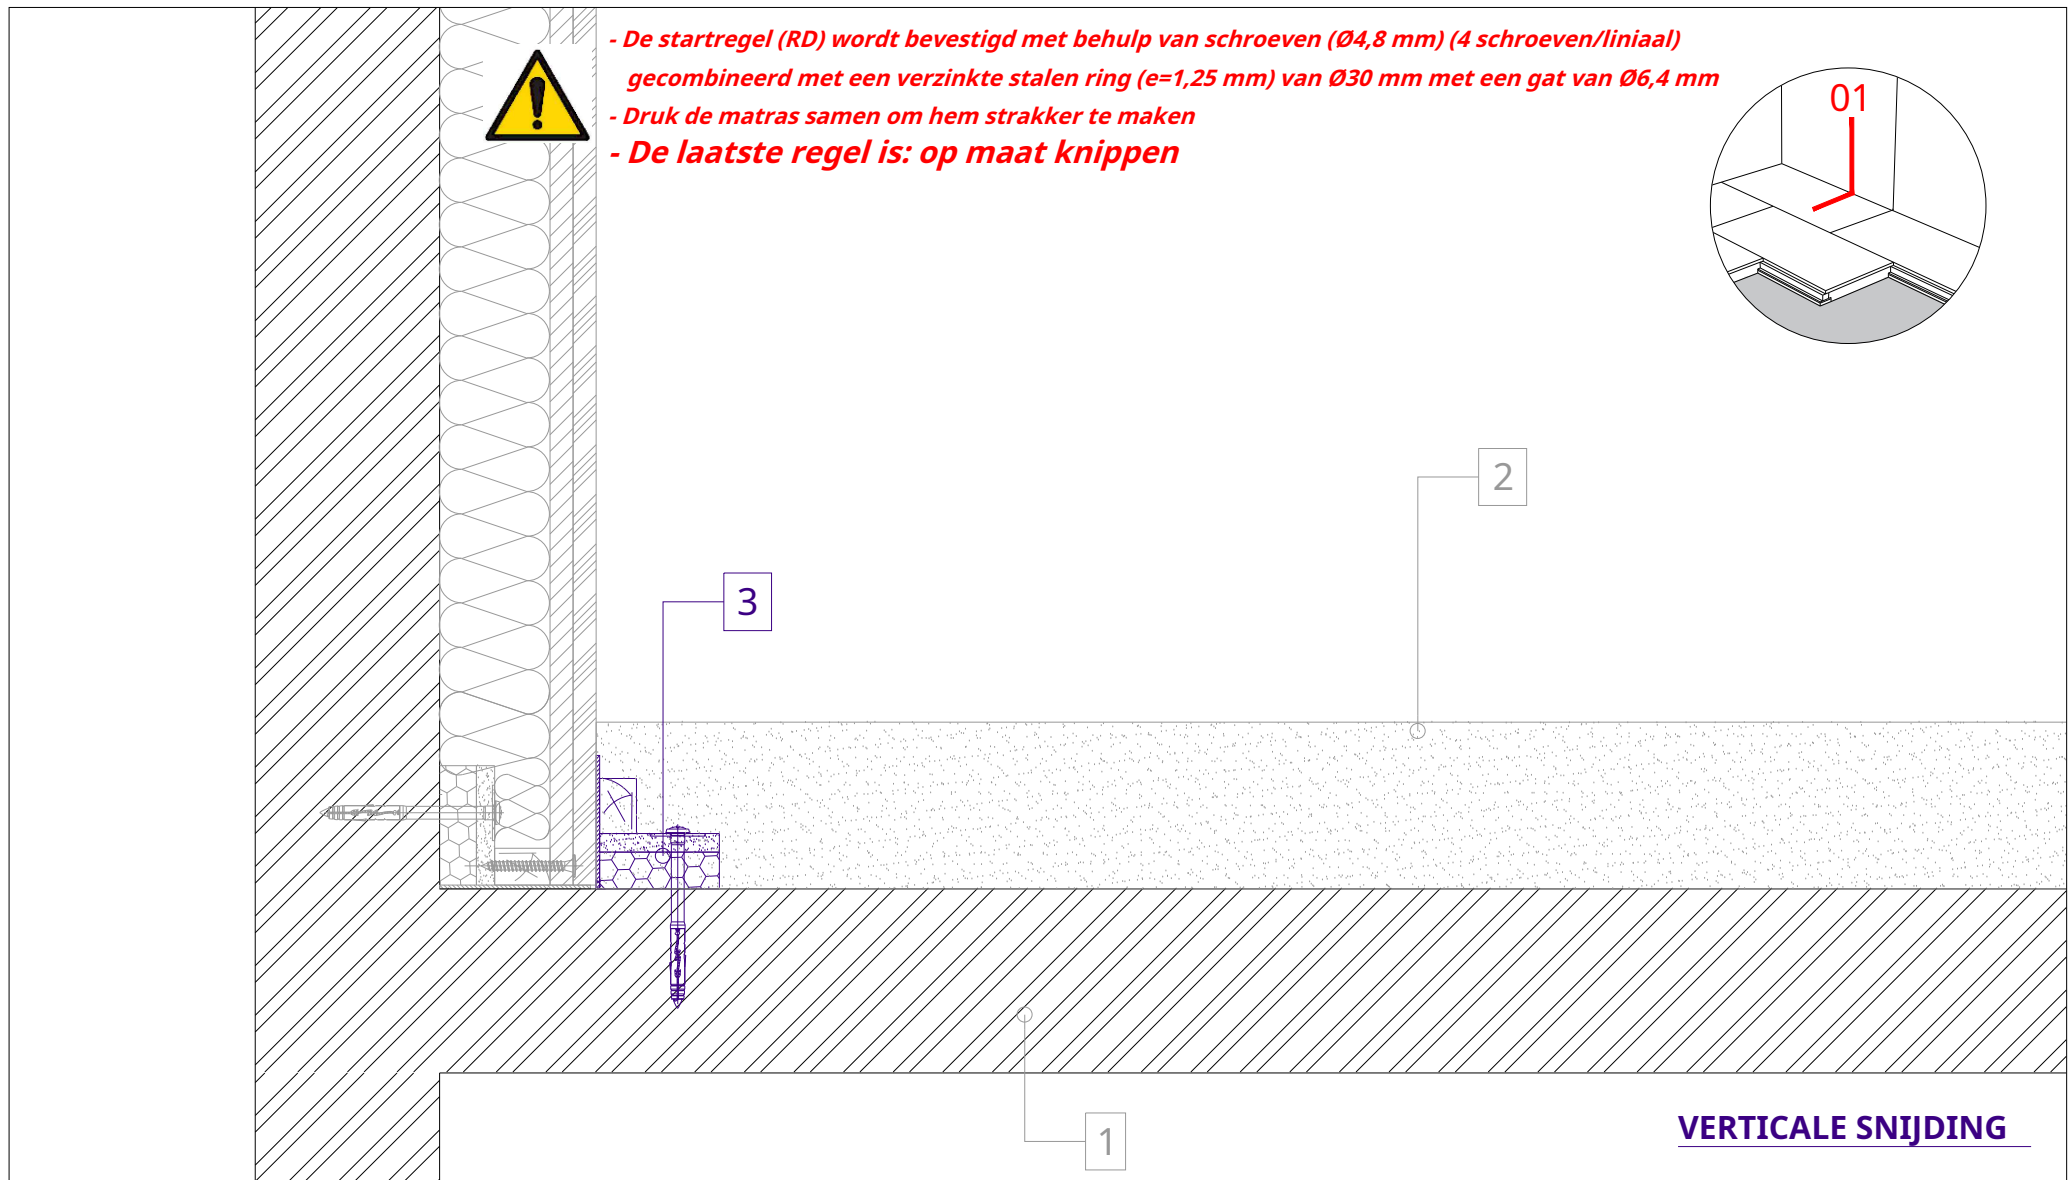 - De startregel (RD) wordt bevestigd met behulp van schroeven (Ø4,8 mm) (4 schroeven/liniaal)
gecombineerd met een verzinkte stalen ring (e=1,25 mm) van Ø30 mm met een gat van Ø6,4 mm
- Druk de matras samen om hem strakker te maken
- De laatste regel is: op maat knippen
01
2
3
1
VERTICALE SNIJDING